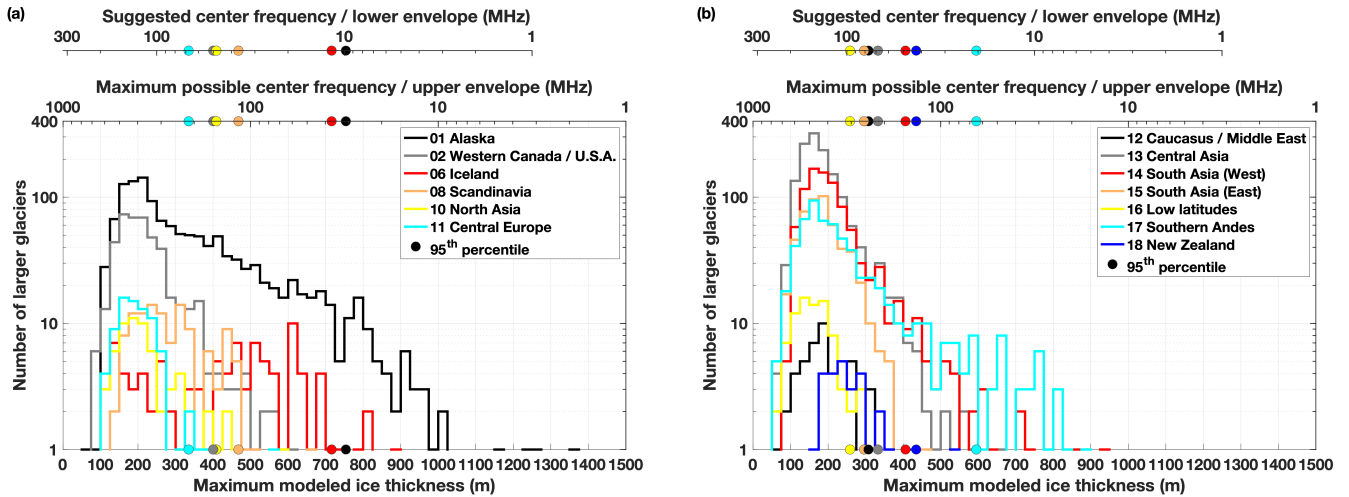 (a)
Suggested center frequency / lower envelope (MHz)
300 100 10 1
Maximum possible center frequency / upper envelope (MHz)
1000 100 10 1
400
100
10
1
Number of larger glaciers
01 Alaska
02 Western Canada / U.S.A.
06 Iceland
08 Scandinavia
10 North Asia
11 Central Europe
95th percentile
0 100 200 300 400 500 600 700 800 900 1000 1100 1200 1300 1400 1500
Maximum modeled ice thickness (m)
(b)
Suggested center frequency / lower envelope (MHz)
300 100 10 1
Maximum possible center frequency / upper envelope (MHz)
1000 100 10 1
400
100
10
1
Number of larger glaciers
12 Caucasus / Middle East
13 Central Asia
14 South Asia (West)
15 South Asia (East)
16 Low latitudes
17 Southern Andes
18 New Zealand
95th percentile
0 100 200 300 400 500 600 700 800 900 1000 1100 1200 1300 1400 1500
Maximum modeled ice thickness (m)